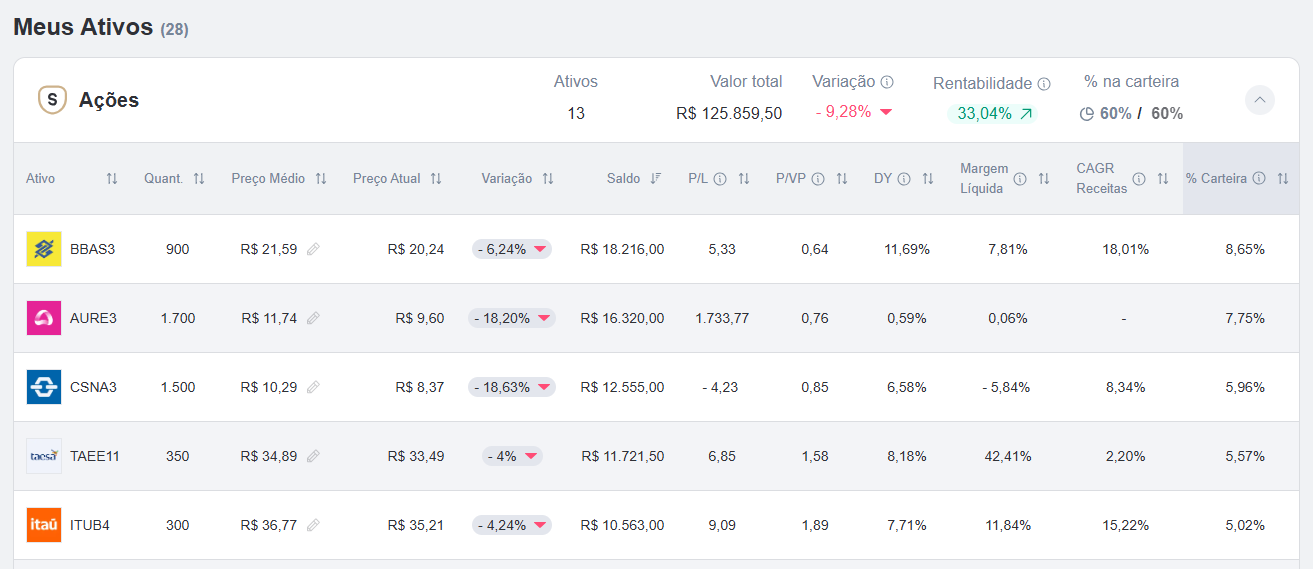 Meus Ativos (28)
S Ações
Ativos Valor total Variação Rentabilidade % na carteira
13 R$ 125.859,50 - 9,28% 33,04% 60% / 60%
Ativo Quant. Preço Médio Preço Atual Variação Saldo P/L P/VP DY Margem Líquida CAGR Receitas % Carteira
BBAS3 900 R$ 21,59 R$ 20,24 - 6,24% R$ 18.216,00 5,33 0,64 11,69% 7,81% 18,01% 8,65%
AURE3 1.700 R$ 11,74 R$ 9,60 - 18,20% R$ 16.320,00 1.733,77 0,76 0,59% 0,06% - 7,75%
CSNA3 1.500 R$ 10,29 R$ 8,37 - 18,63% R$ 12.555,00 - 4,23 0,85 6,58% - 5,84% 8,34% 5,96%
taesa TAEE11 350 R$ 34,89 R$ 33,49 - 4% R$ 11.721,50 6,85 1,58 8,18% 42,41% 2,20% 5,57%
itaú ITUB4 300 R$ 36,77 R$ 35,21 - 4,24% R$ 10.563,00 9,09 1,89 7,71% 11,84% 15,22% 5,02%